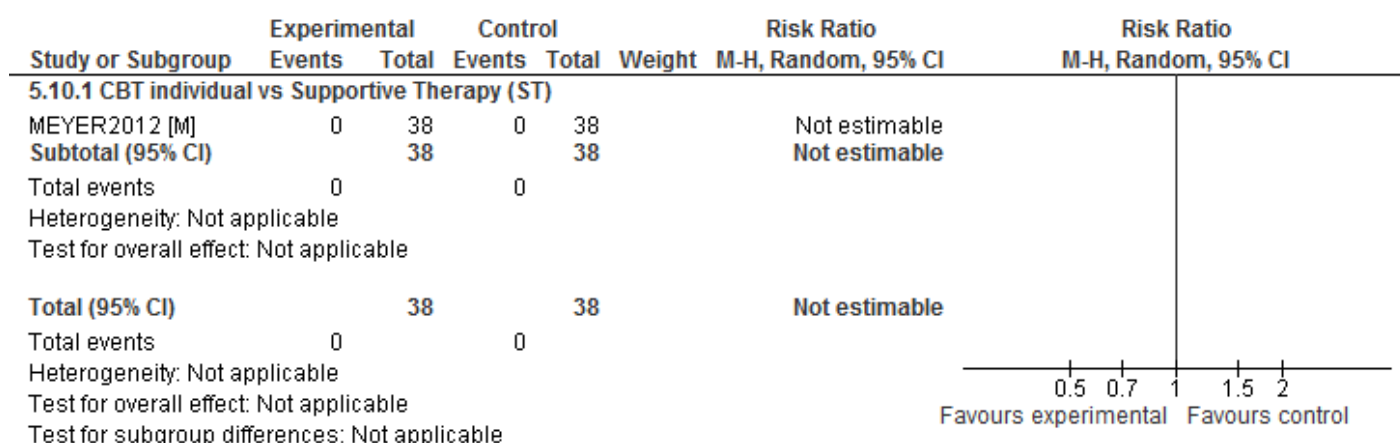 Experimental Control Risk Ratio Risk Ratio
Study or Subgroup Events Total Events Total Weight M-H, Random, 95% CI M-H, Random, 95% CI
5.10.1 CBT individual vs Supportive Therapy (ST)
MEYER2012 [M] 0 38 0 38 Not estimable
Subtotal (95% CI) 38 38 Not estimable
Total events 0 0
Heterogeneity: Not applicable
Test for overall effect: Not applicable
Total (95% CI) 38 38 Not estimable
Total events 0 0
Heterogeneity: Not applicable
Test for overall effect: Not applicable
Test for subgroup differences: Not applicable
0.5 0.7 1 1.5 2
Favours experimental Favours control